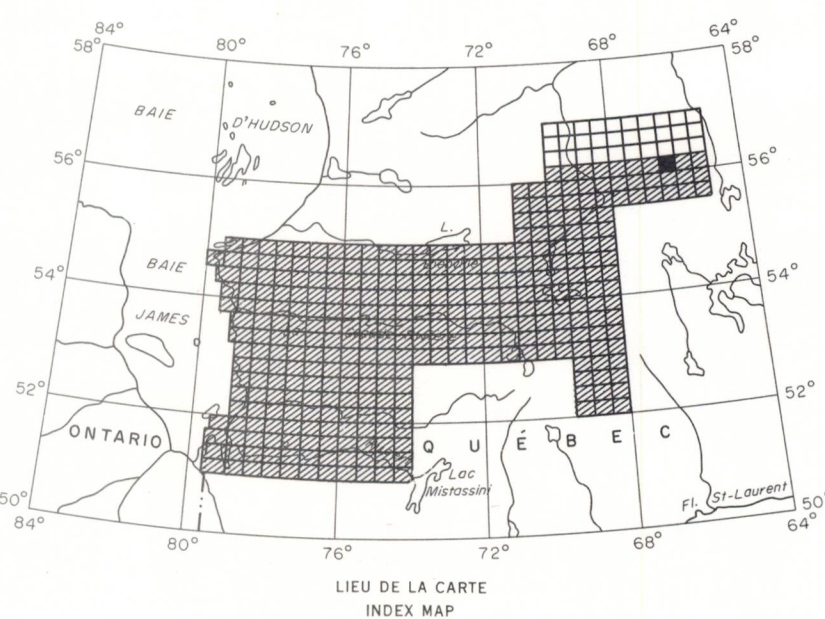 84° 80° 76° 72° 68° 64°
58° 58°
BAIE
D'HUDSON
56° 56°
L.
54° BAIE 54°
JAMES
52° 52°
ONTARIO QUÉBEC
Lac
Mistassini
Fl. St-Laurent
50° 50°
84° 80° 76° 72° 68° 64°
LIEU DE LA CARTE
INDEX MAP